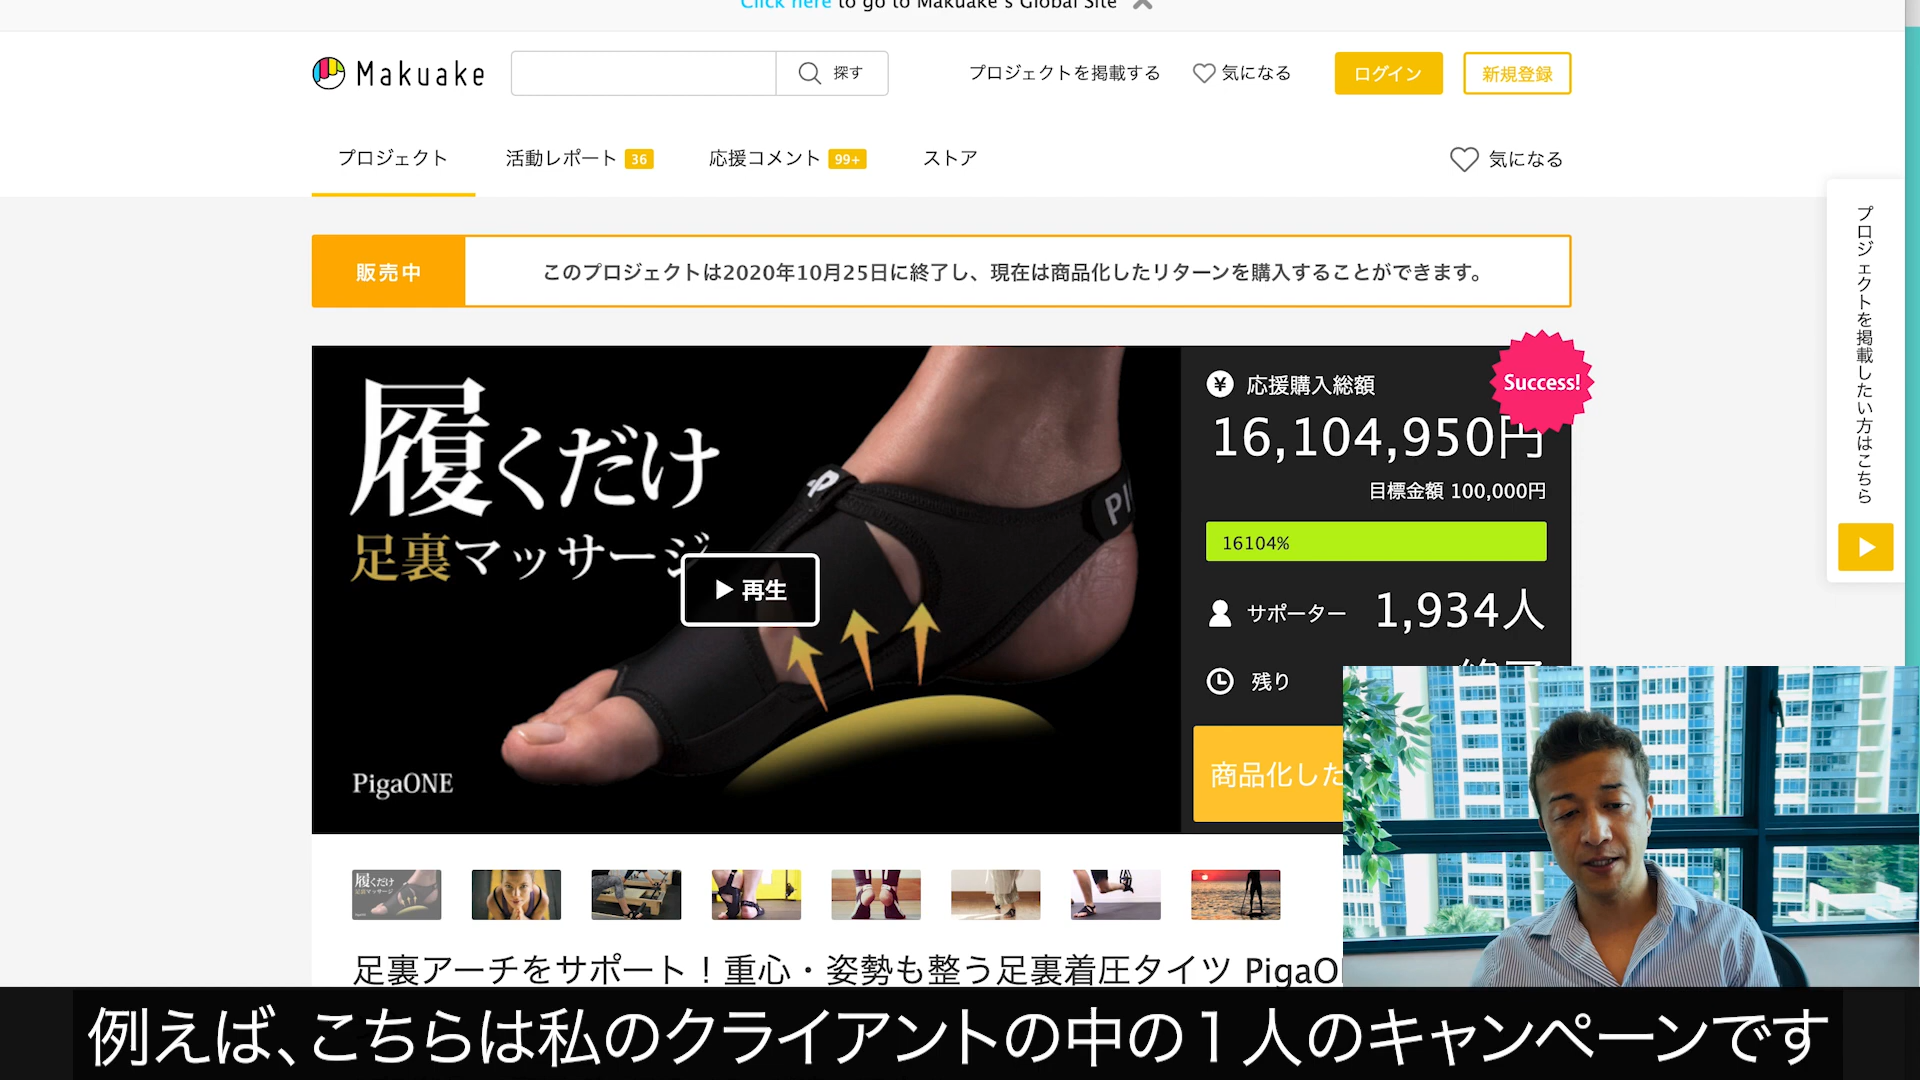 Click here to go to Makuake's Global Site
Makuake
探す
プロジェクトを掲載する
気になる
ログイン
新規登録
プロジェクト
活動レポート 36
応援コメント 99+
ストア
気になる
プロジェクトを掲載したい方はこちら
販売中
このプロジェクトは2020年10月25日に終了し、現在は商品化したリターンを購入することができます。
履くだけ
足裏マッサージ
再生
PigaONE
Success!
応援購入総額
16,104,950円
目標金額 100,000円
16104%
サポーター 1,934人
残り
商品化した
足裏アーチをサポート！重心・姿勢も整う足裏着圧タイツ PigaO
例えば、こちらは私のクライアントの中の１人のキャンペーンです